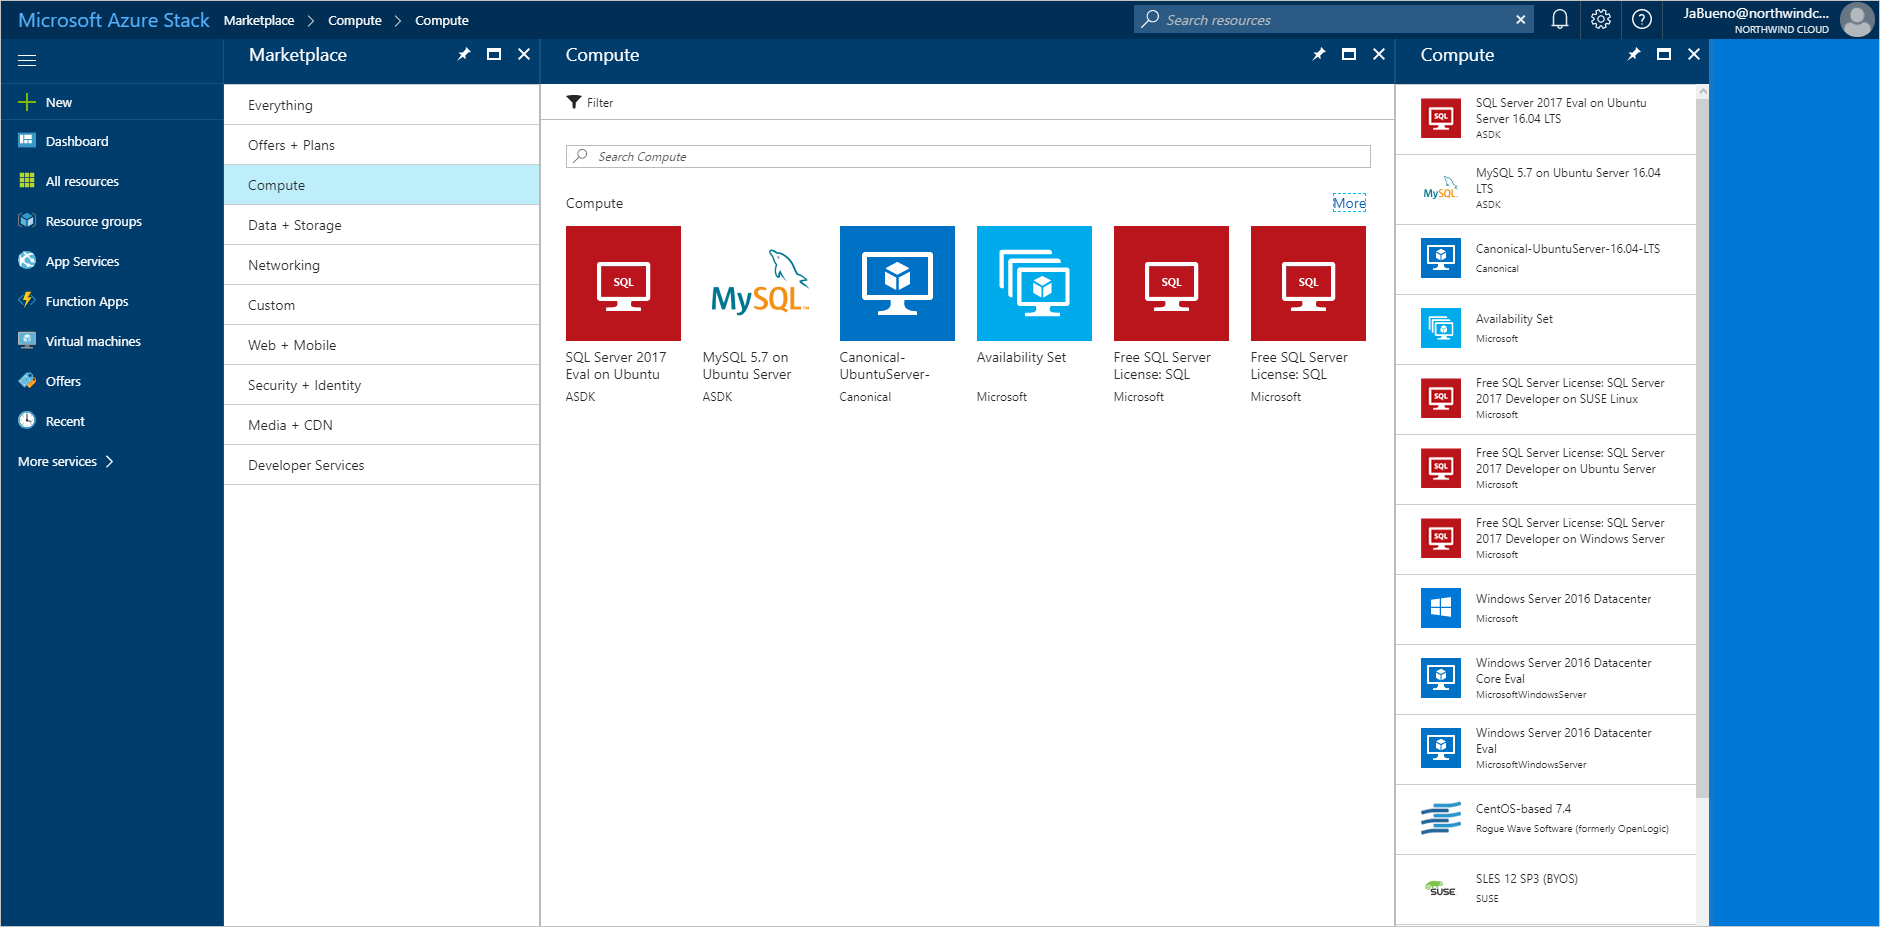 Microsoft Azure Stack
Marketplace
Compute
Compute
Search resources
JaBueno@northwindc...
NORTHWIND CLOUD
New
Dashboard
All resources
Resource groups
App Services
Function Apps
Virtual machines
Offers
Recent
More services
Marketplace
Everything
Offers + Plans
Compute
Data + Storage
Networking
Custom
Web + Mobile
Security + Identity
Media + CDN
Developer Services
Compute
Filter
Search Compute
Compute
More
SQL
MySQL™
SQL
SQL
SQL Server 2017
Eval on Ubuntu
ASDK
MySQL 5.7 on
Ubuntu Server
ASDK
Canonical-
UbuntuServer-
Canonical
Availability Set
Microsoft
Free SQL Server
License: SQL
Microsoft
Free SQL Server
License: SQL
Microsoft
Compute
SQL
SQL Server 2017 Eval on Ubuntu
Server 16.04 LTS
ASDK
MySQL
MySQL 5.7 on Ubuntu Server 16.04
LTS
ASDK
Canonical-UbuntuServer-16.04-LTS
Canonical
Availability Set
Microsoft
SQL
Free SQL Server License: SQL Server
2017 Developer on SUSE Linux
Microsoft
SQL
Free SQL Server License: SQL Server
2017 Developer on Ubuntu Server
Microsoft
SQL
Free SQL Server License: SQL Server
2017 Developer on Windows Server
Microsoft
Windows Server 2016 Datacenter
Microsoft
Windows Server 2016 Datacenter
Core Eval
MicrosoftWindowsServer
Windows Server 2016 Datacenter
Eval
MicrosoftWindowsServer
CentOS-based 7.4
Rogue Wave Software (formerly OpenLogic)
SUSE
SLES 12 SP3 (BYOS)
SUSE